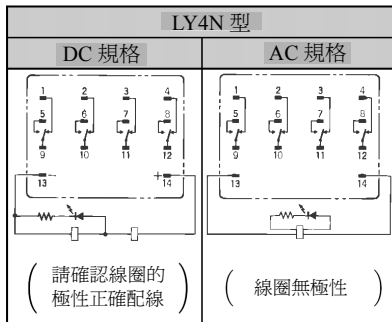 LY4N 型
DC 規格
AC 規格
1 2 3 4
5 6 7 8
9 10 11 12
13 + 14
1 2 3 4
5 6 7 8
9 10 11 12
13 14
請確認線圈的
極性正確配線
線圈無極性